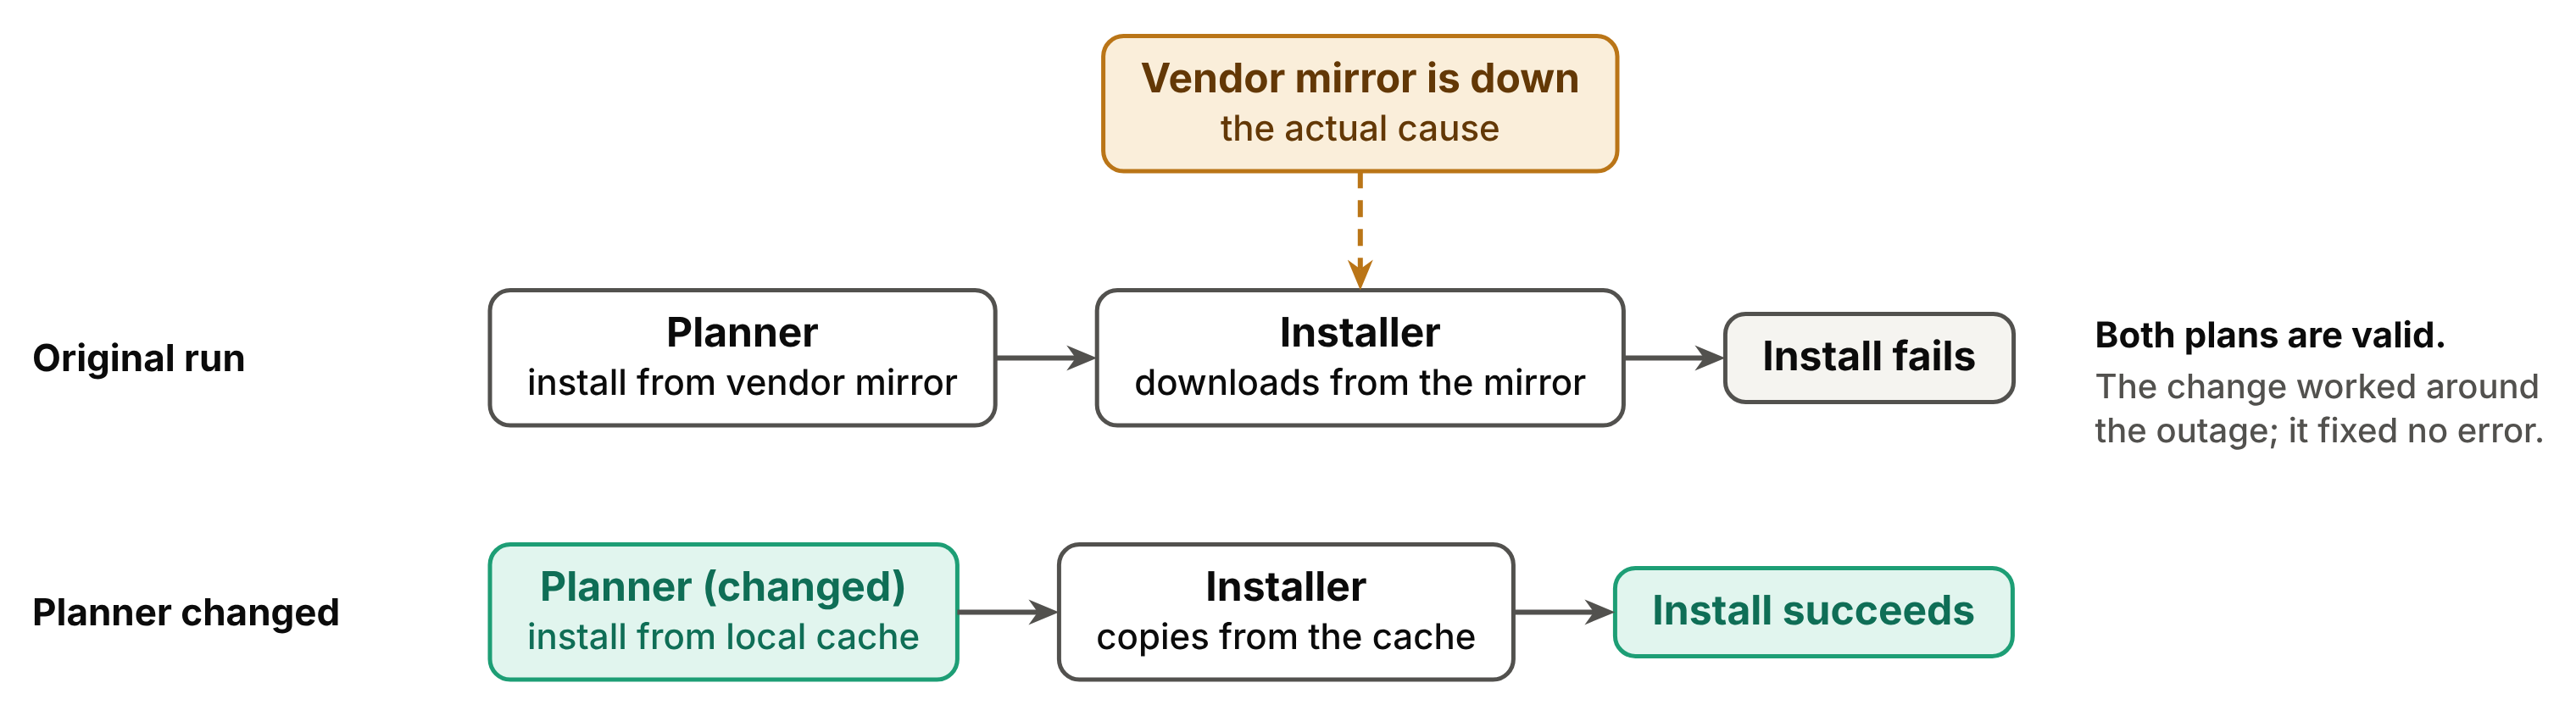 Vendor mirror is down
the actual cause
Original run
Planner
install from vendor mirror
Installer
downloads from the mirror
Install fails
Both plans are valid.
The change worked around
the outage; it fixed no error.
Planner changed
Planner (changed)
install from local cache
Installer
copies from the cache
Install succeeds